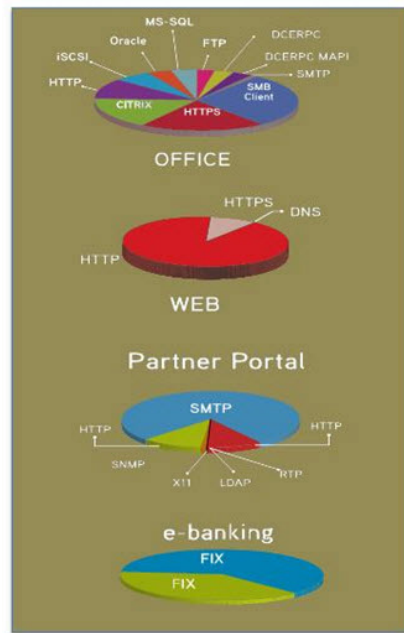 MS-SQL
Oracle
FTP
DCERPC
iSCSI
DCERPC MAPI
HTTP
SMTP
CITRIX
HTTPS
SMB
Client
OFFICE
HTTPS
DNS
HTTP
WEB
Partner Portal
SMTP
HTTP
HTTP
SNMP
X11
LDAP
RTP
e-banking
FIX
FIX